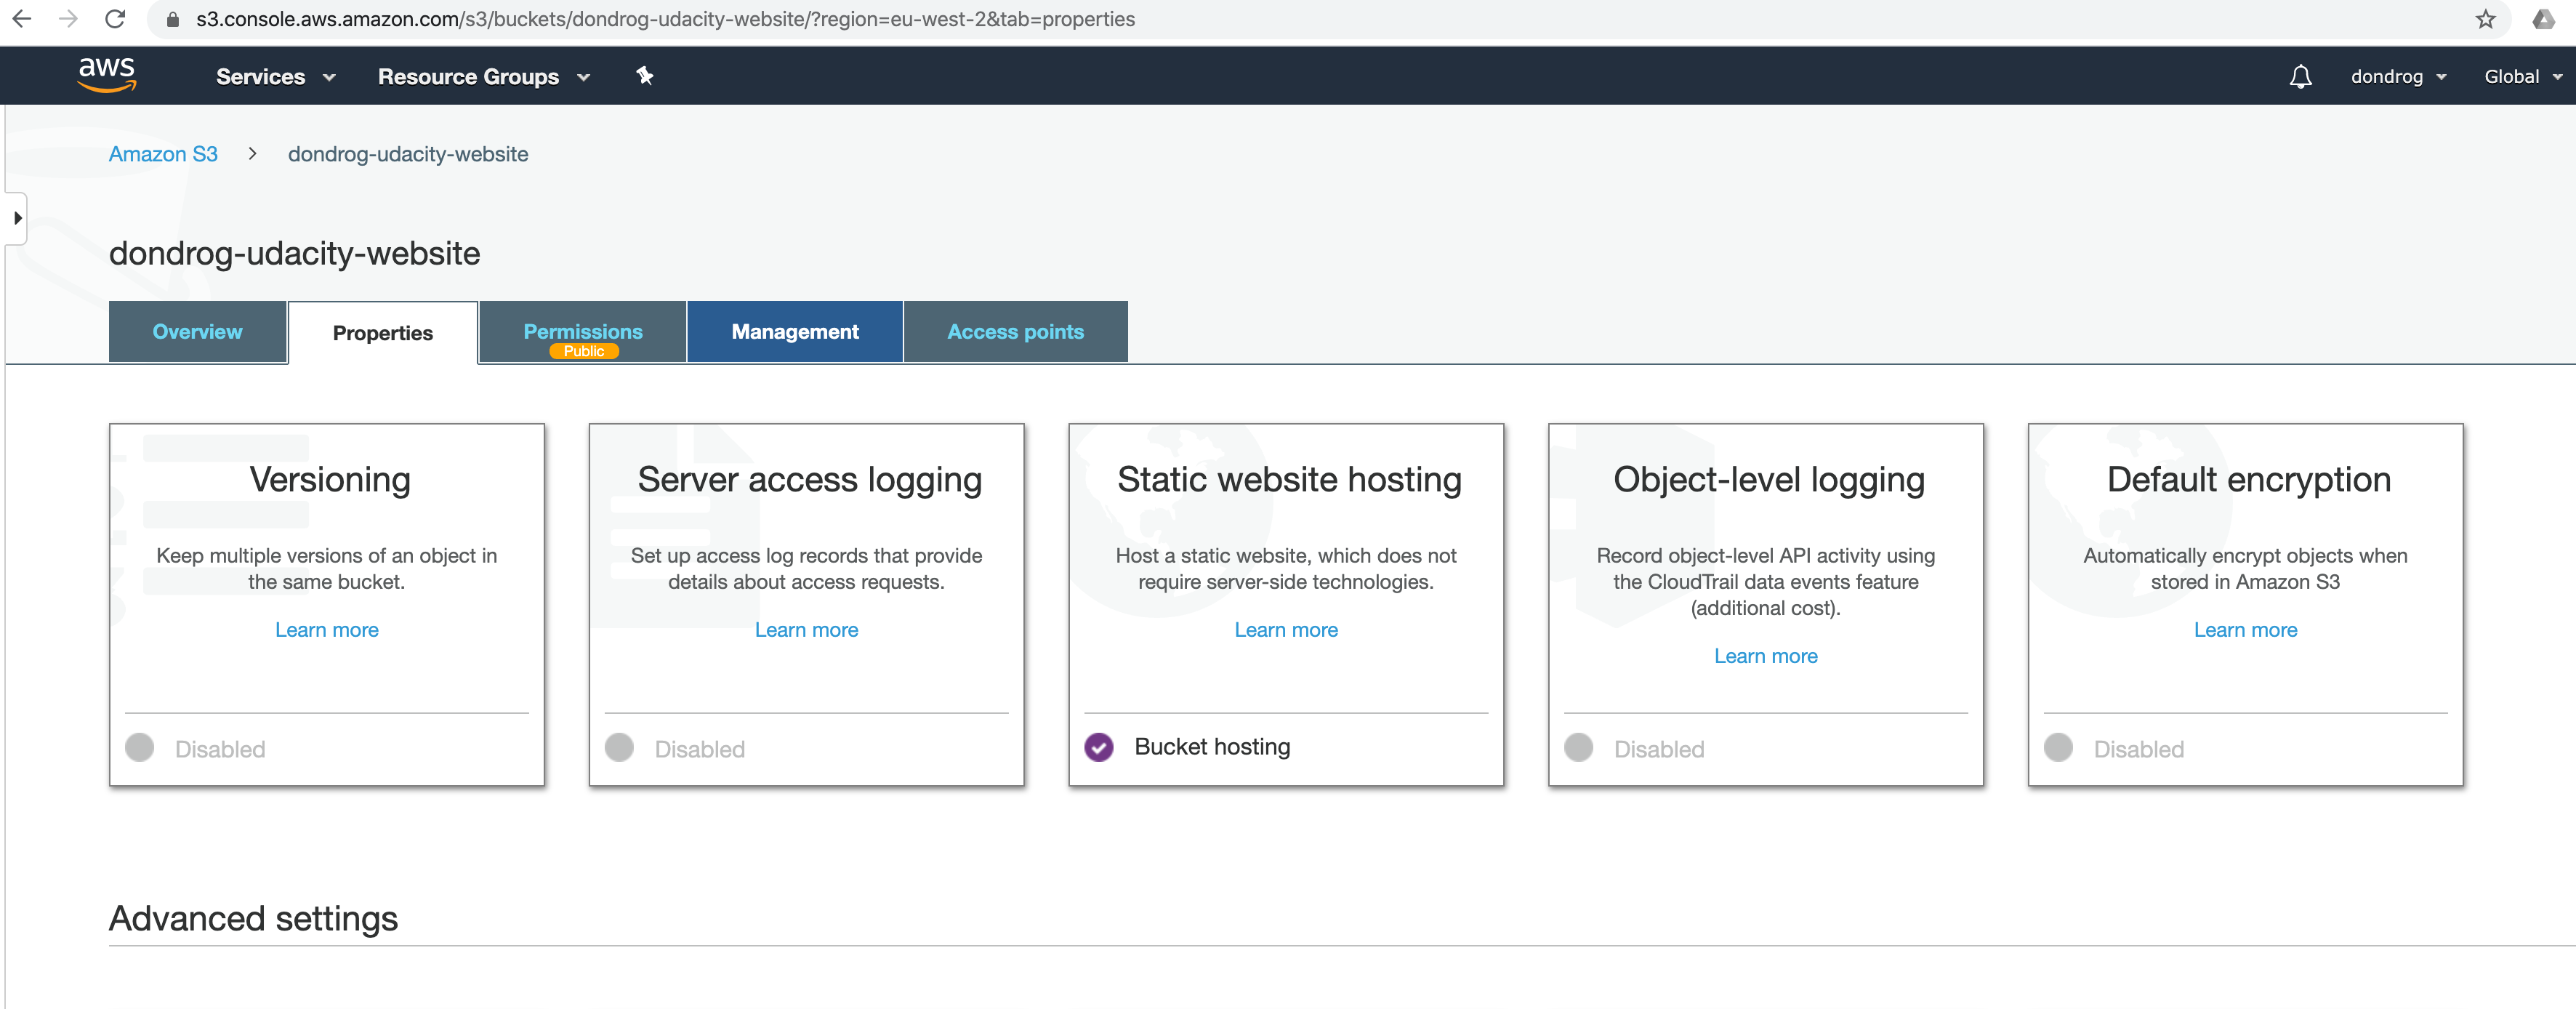 s3.console.aws.amazon.com/s3/buckets/dondrog-udacity-website/?region=eu-west-2&tab=properties
aws Services Resource Groups dondrog Global
Amazon S3 > dondrog-udacity-website
dondrog-udacity-website
Overview Properties Permissions Management Access points
Public
Versioning
Keep multiple versions of an object in
the same bucket.
Learn more
Disabled
Server access logging
Set up access log records that provide
details about access requests.
Learn more
Disabled
Static website hosting
Host a static website, which does not
require server-side technologies.
Learn more
Bucket hosting
Object-level logging
Record object-level API activity using
the CloudTrail data events feature
(additional cost).
Learn more
Disabled
Default encryption
Automatically encrypt objects when
stored in Amazon S3
Learn more
Disabled
Advanced settings